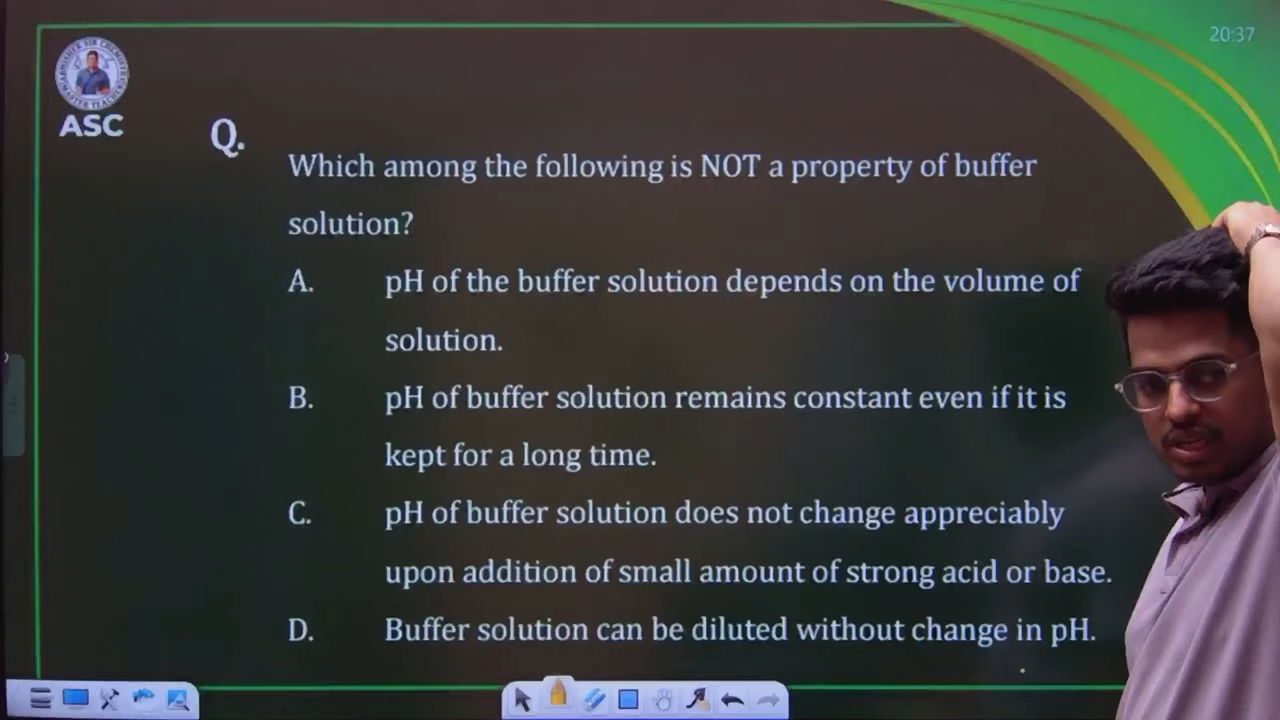 20:37
ASC
Q.
Which among the following is NOT a property of buffer
solution?
A. pH of the buffer solution depends on the volume of
solution.
B. pH of buffer solution remains constant even if it is
kept for a long time.
C. pH of buffer solution does not change appreciably
upon addition of small amount of strong acid or base.
D. Buffer solution can be diluted without change in pH.